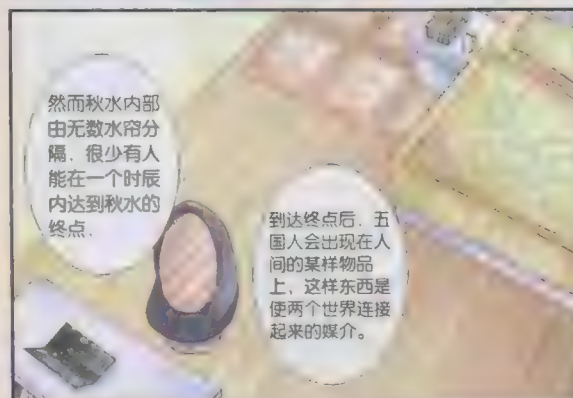 然而秋水内部
由无数水帘分
隔．很少有人
能在一个时辰
内达到秋水的
终点．
到达终点后．五
国人会出现在人
间的某样物品
上、这样东西是
使两个世界连接
起来的媒介。